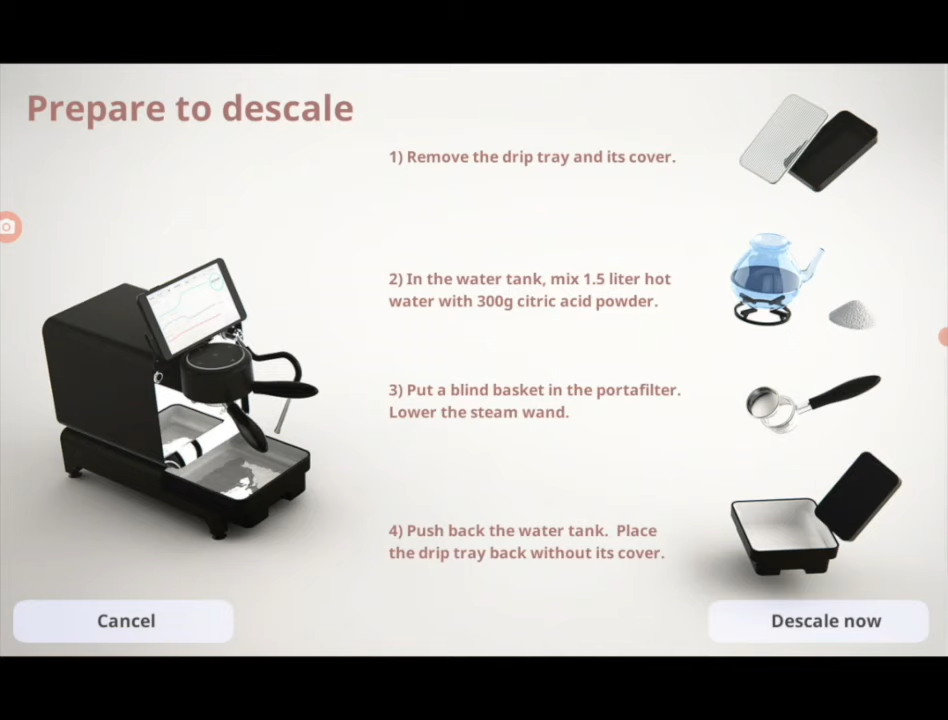 Prepare to descale
1) Remove the drip tray and its cover.
2) In the water tank, mix 1.5 liter hot
water with 300g citric acid powder.
3) Put a blind basket in the portafilter.
Lower the steam wand.
4) Push back the water tank.  Place
the drip tray back without its cover.
Cancel
Descale now